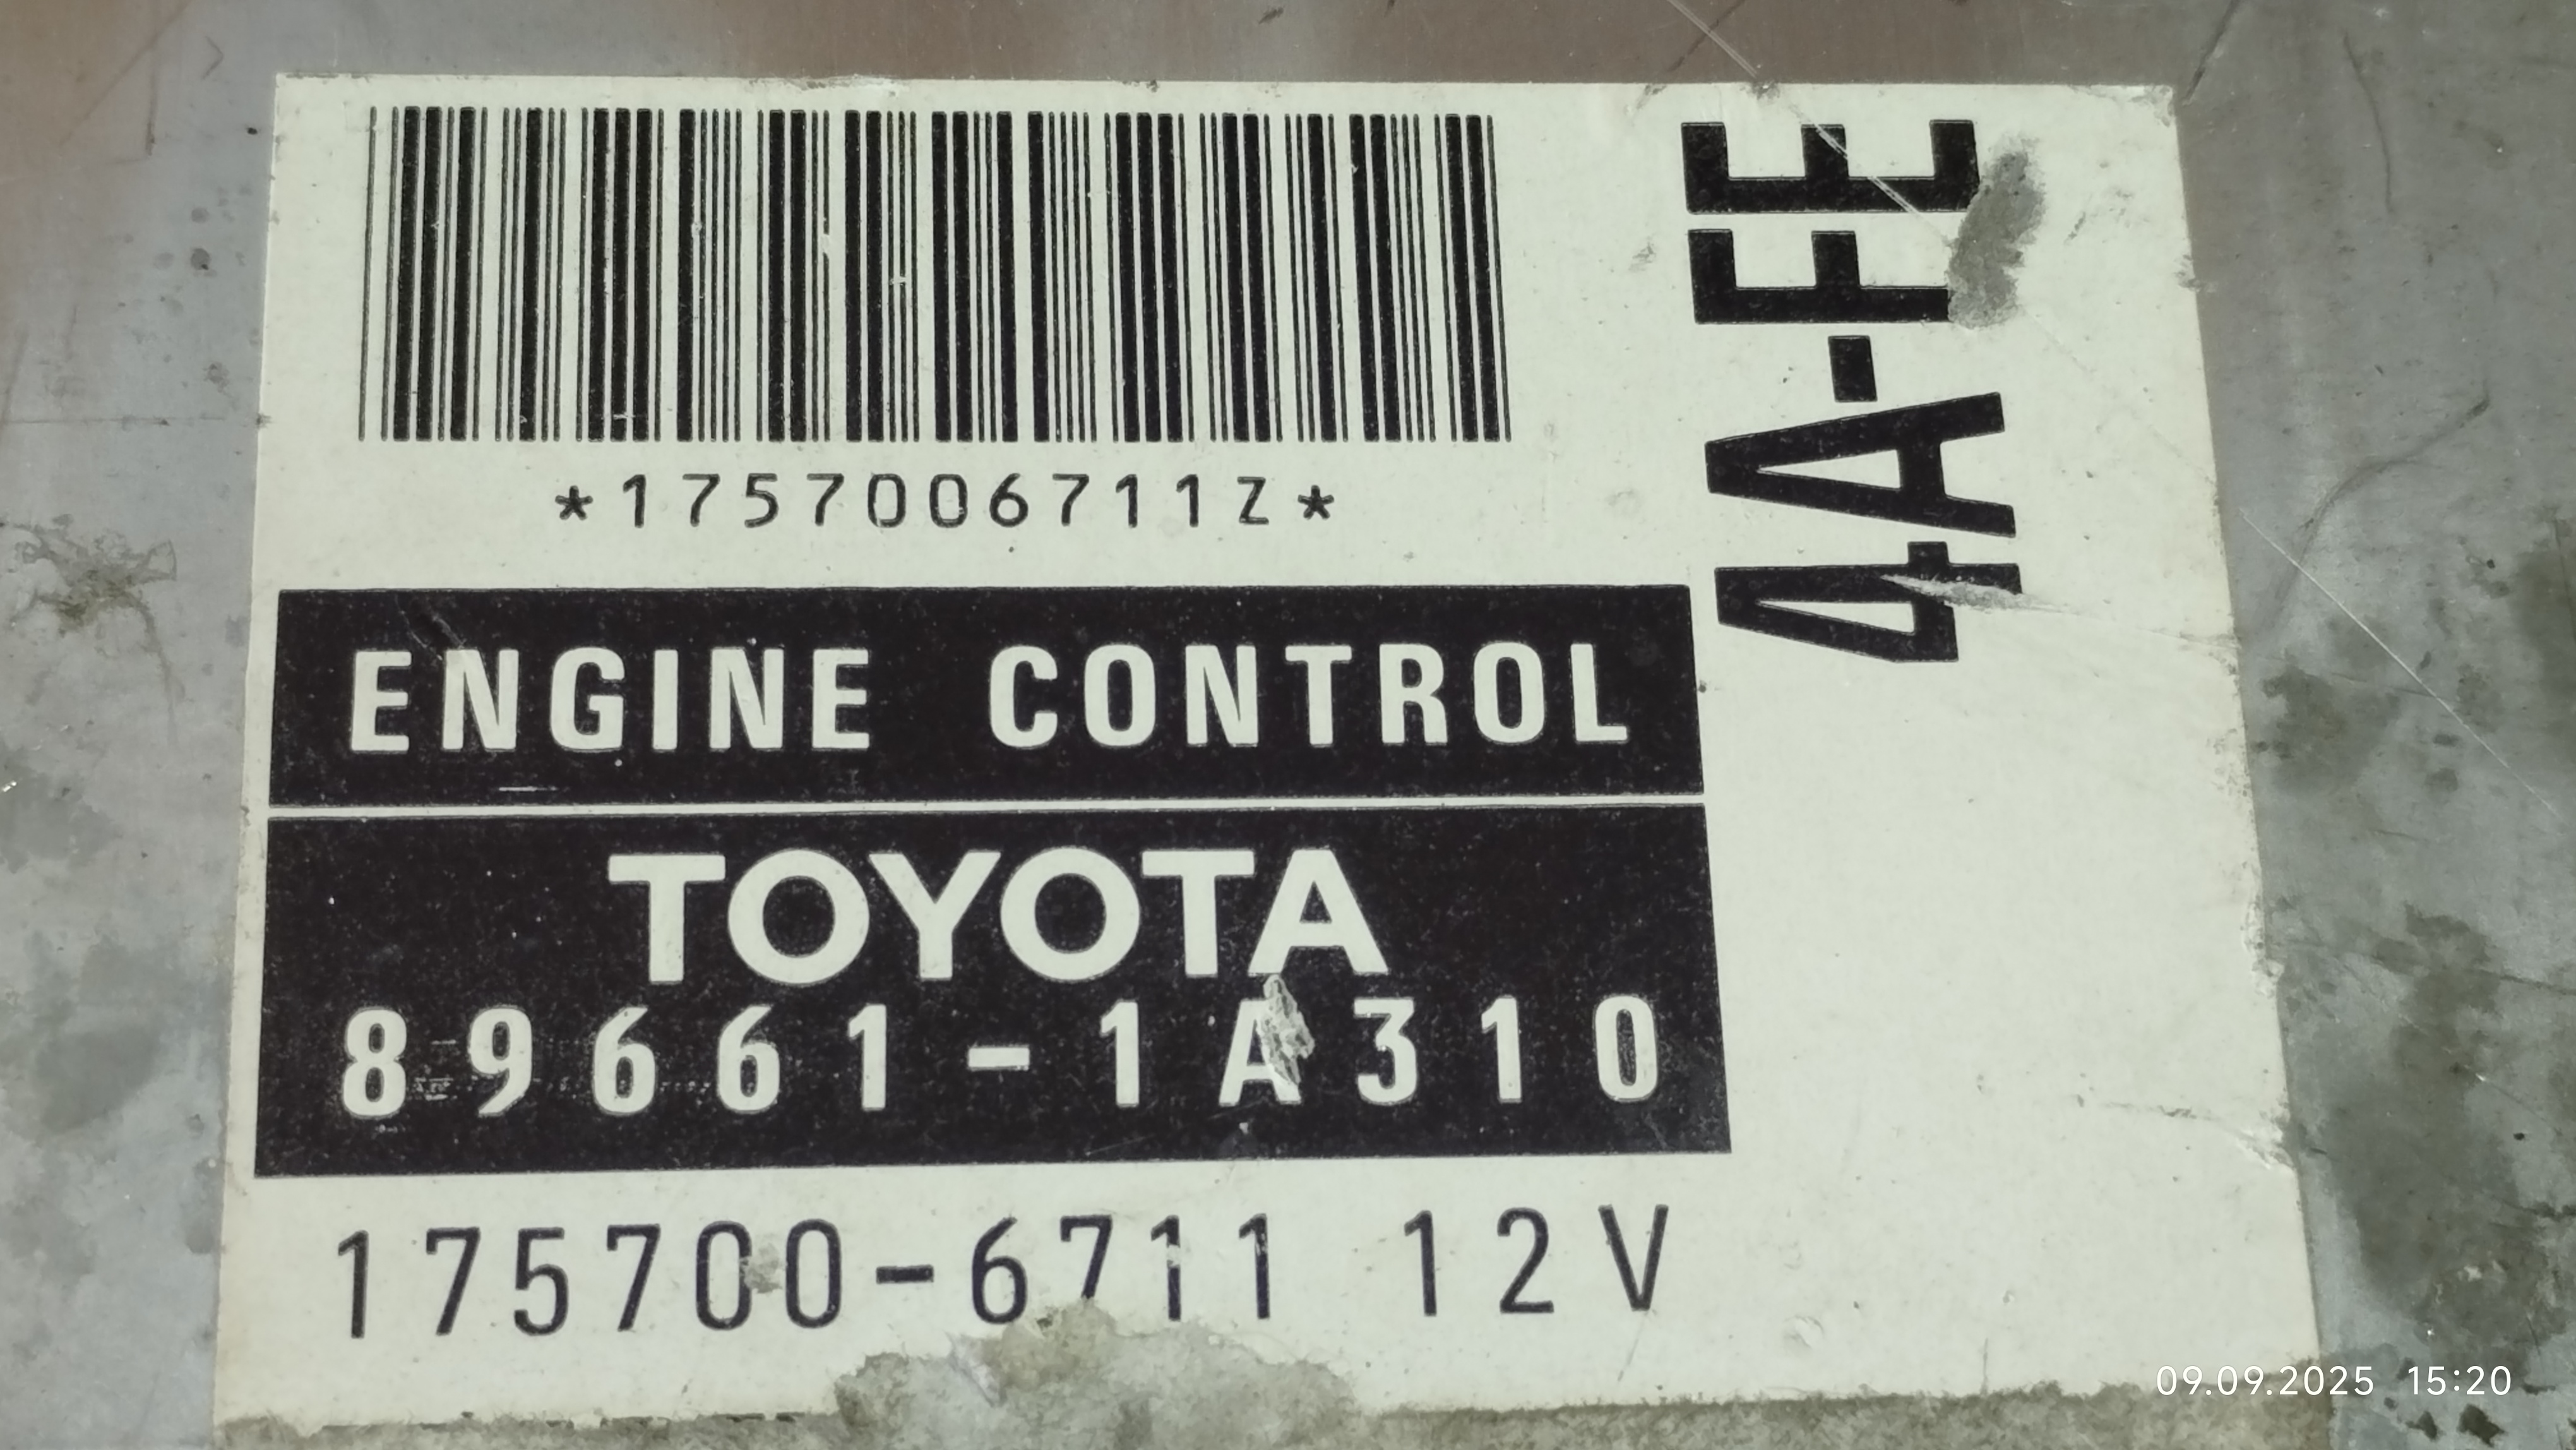 *1757006711Z*
4A-FE
ENGINE CONTROL
TOYOTA
89661-1A310
175700-6711 12V
09.09.2025 15:20